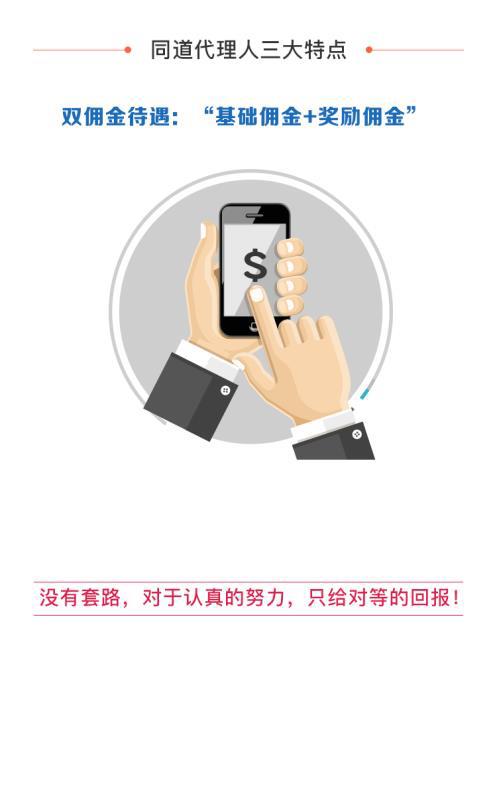 同道代理人三大特点
双佣金待遇：“基础佣金+奖励佣金”
$
没有套路，对于认真的努力，只给对等的回报！